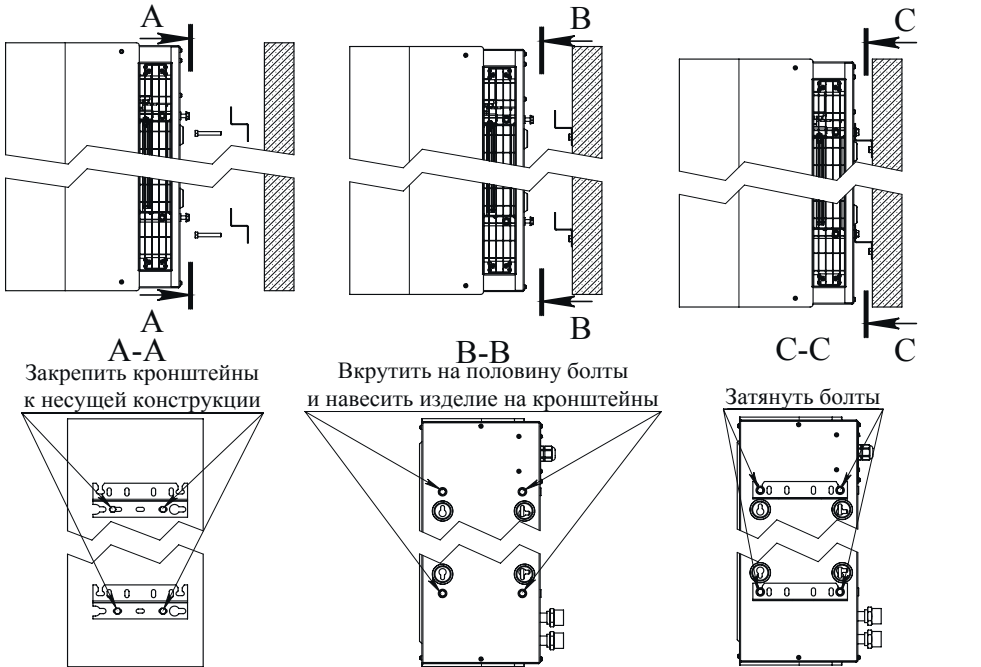 A
B
C
A
B
C
A-A
B-B
C-C
Закрепить кронштейны
к несущей конструкции
Вкрутить на половину болты
и навесить изделие на кронштейны
Затянуть болты